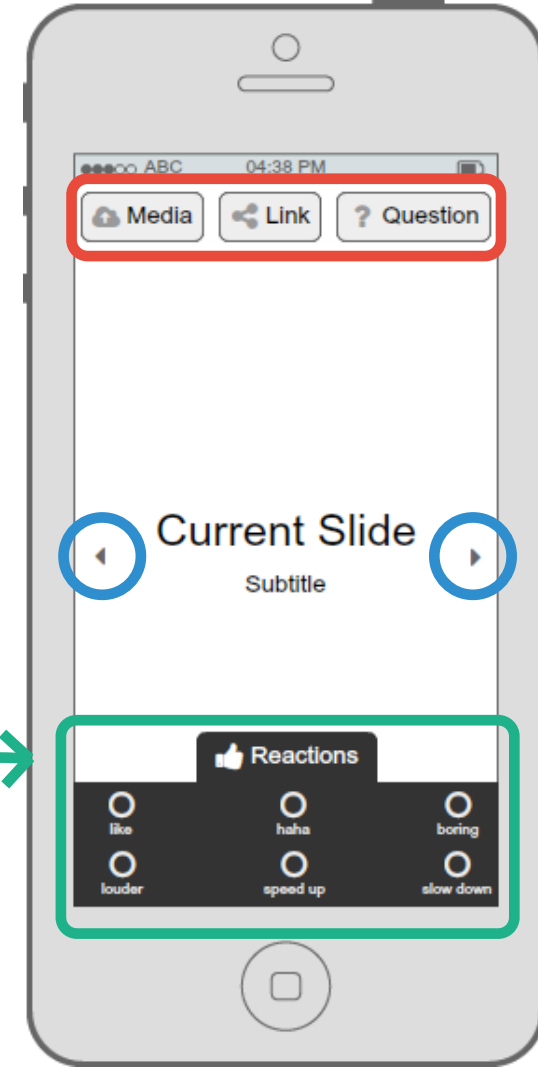 ABC 04:38 PM
Media Link ? Question
Current Slide
Subtitle
Reactions
like haha boring
louder speed up slow down